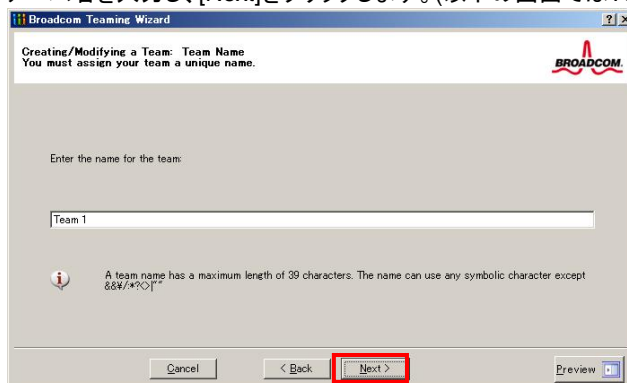 Broadcom Teaming Wizard
Creating/Modifying a Team: Team Name
You must assign your team a unique name.
BROADCOM.
Enter the name for the team:
Team 1
A team name has a maximum length of 39 characters. The name can use any symbolic character except
&&¥/:*?<>|""
Cancel
< Back
Next >
Preview